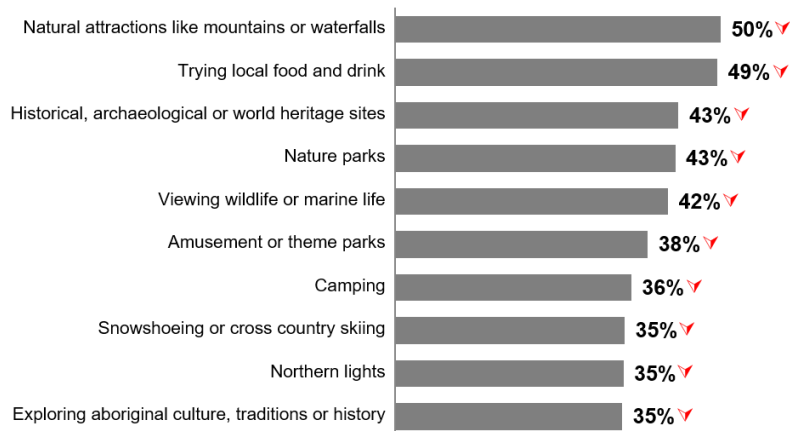 Natural attractions like mountains or waterfalls 50%
Trying local food and drink 49%
Historical, archaeological or world heritage sites 43%
Nature parks 43%
Viewing wildlife or marine life 42%
Amusement or theme parks 38%
Camping 36%
Snowshoeing or cross country skiing 35%
Northern lights 35%
Exploring aboriginal culture, traditions or history 35%